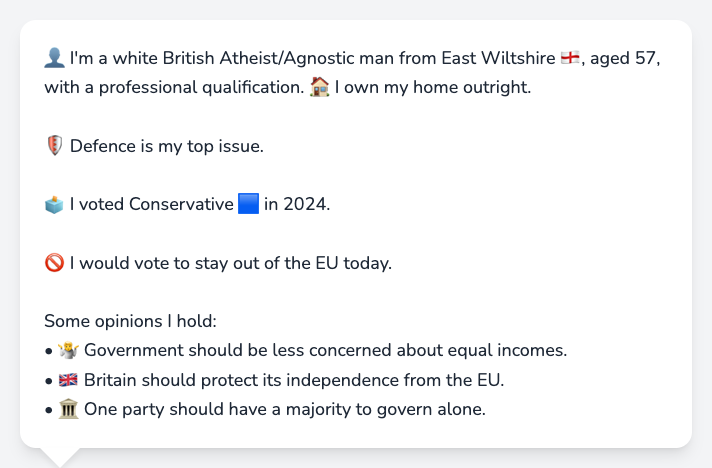 👤 I'm a white British Atheist/Agnostic man from East Wiltshire 🏴󠁧󠁢󠁥󠁮󠁧󠁿, aged 57,
with a professional qualification. 🏠 I own my home outright.
🛡️ Defence is my top issue.
🗳️ I voted Conservative 🟦 in 2024.
🚫 I would vote to stay out of the EU today.
Some opinions I hold:
• 🤷 Government should be less concerned about equal incomes.
• 🇬🇧 Britain should protect its independence from the EU.
• 🏛️ One party should have a majority to govern alone.